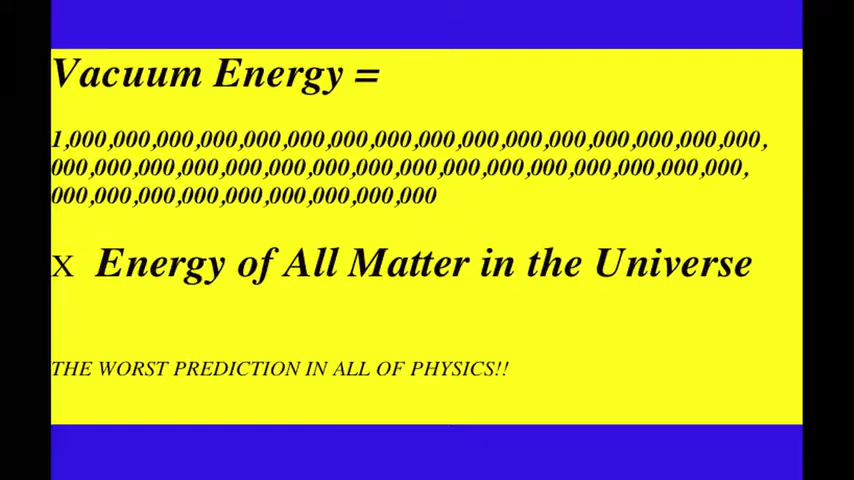 Vacuum Energy =
1,000,000,000,000,000,000,000,000,000,000,000,000,000,000,000,000,
000,000,000,000,000,000,000,000,000,000,000,000,000,000,000,000,
000,000,000,000,000,000,000,000,000
X Energy of All Matter in the Universe
THE WORST PREDICTION IN ALL OF PHYSICS!!